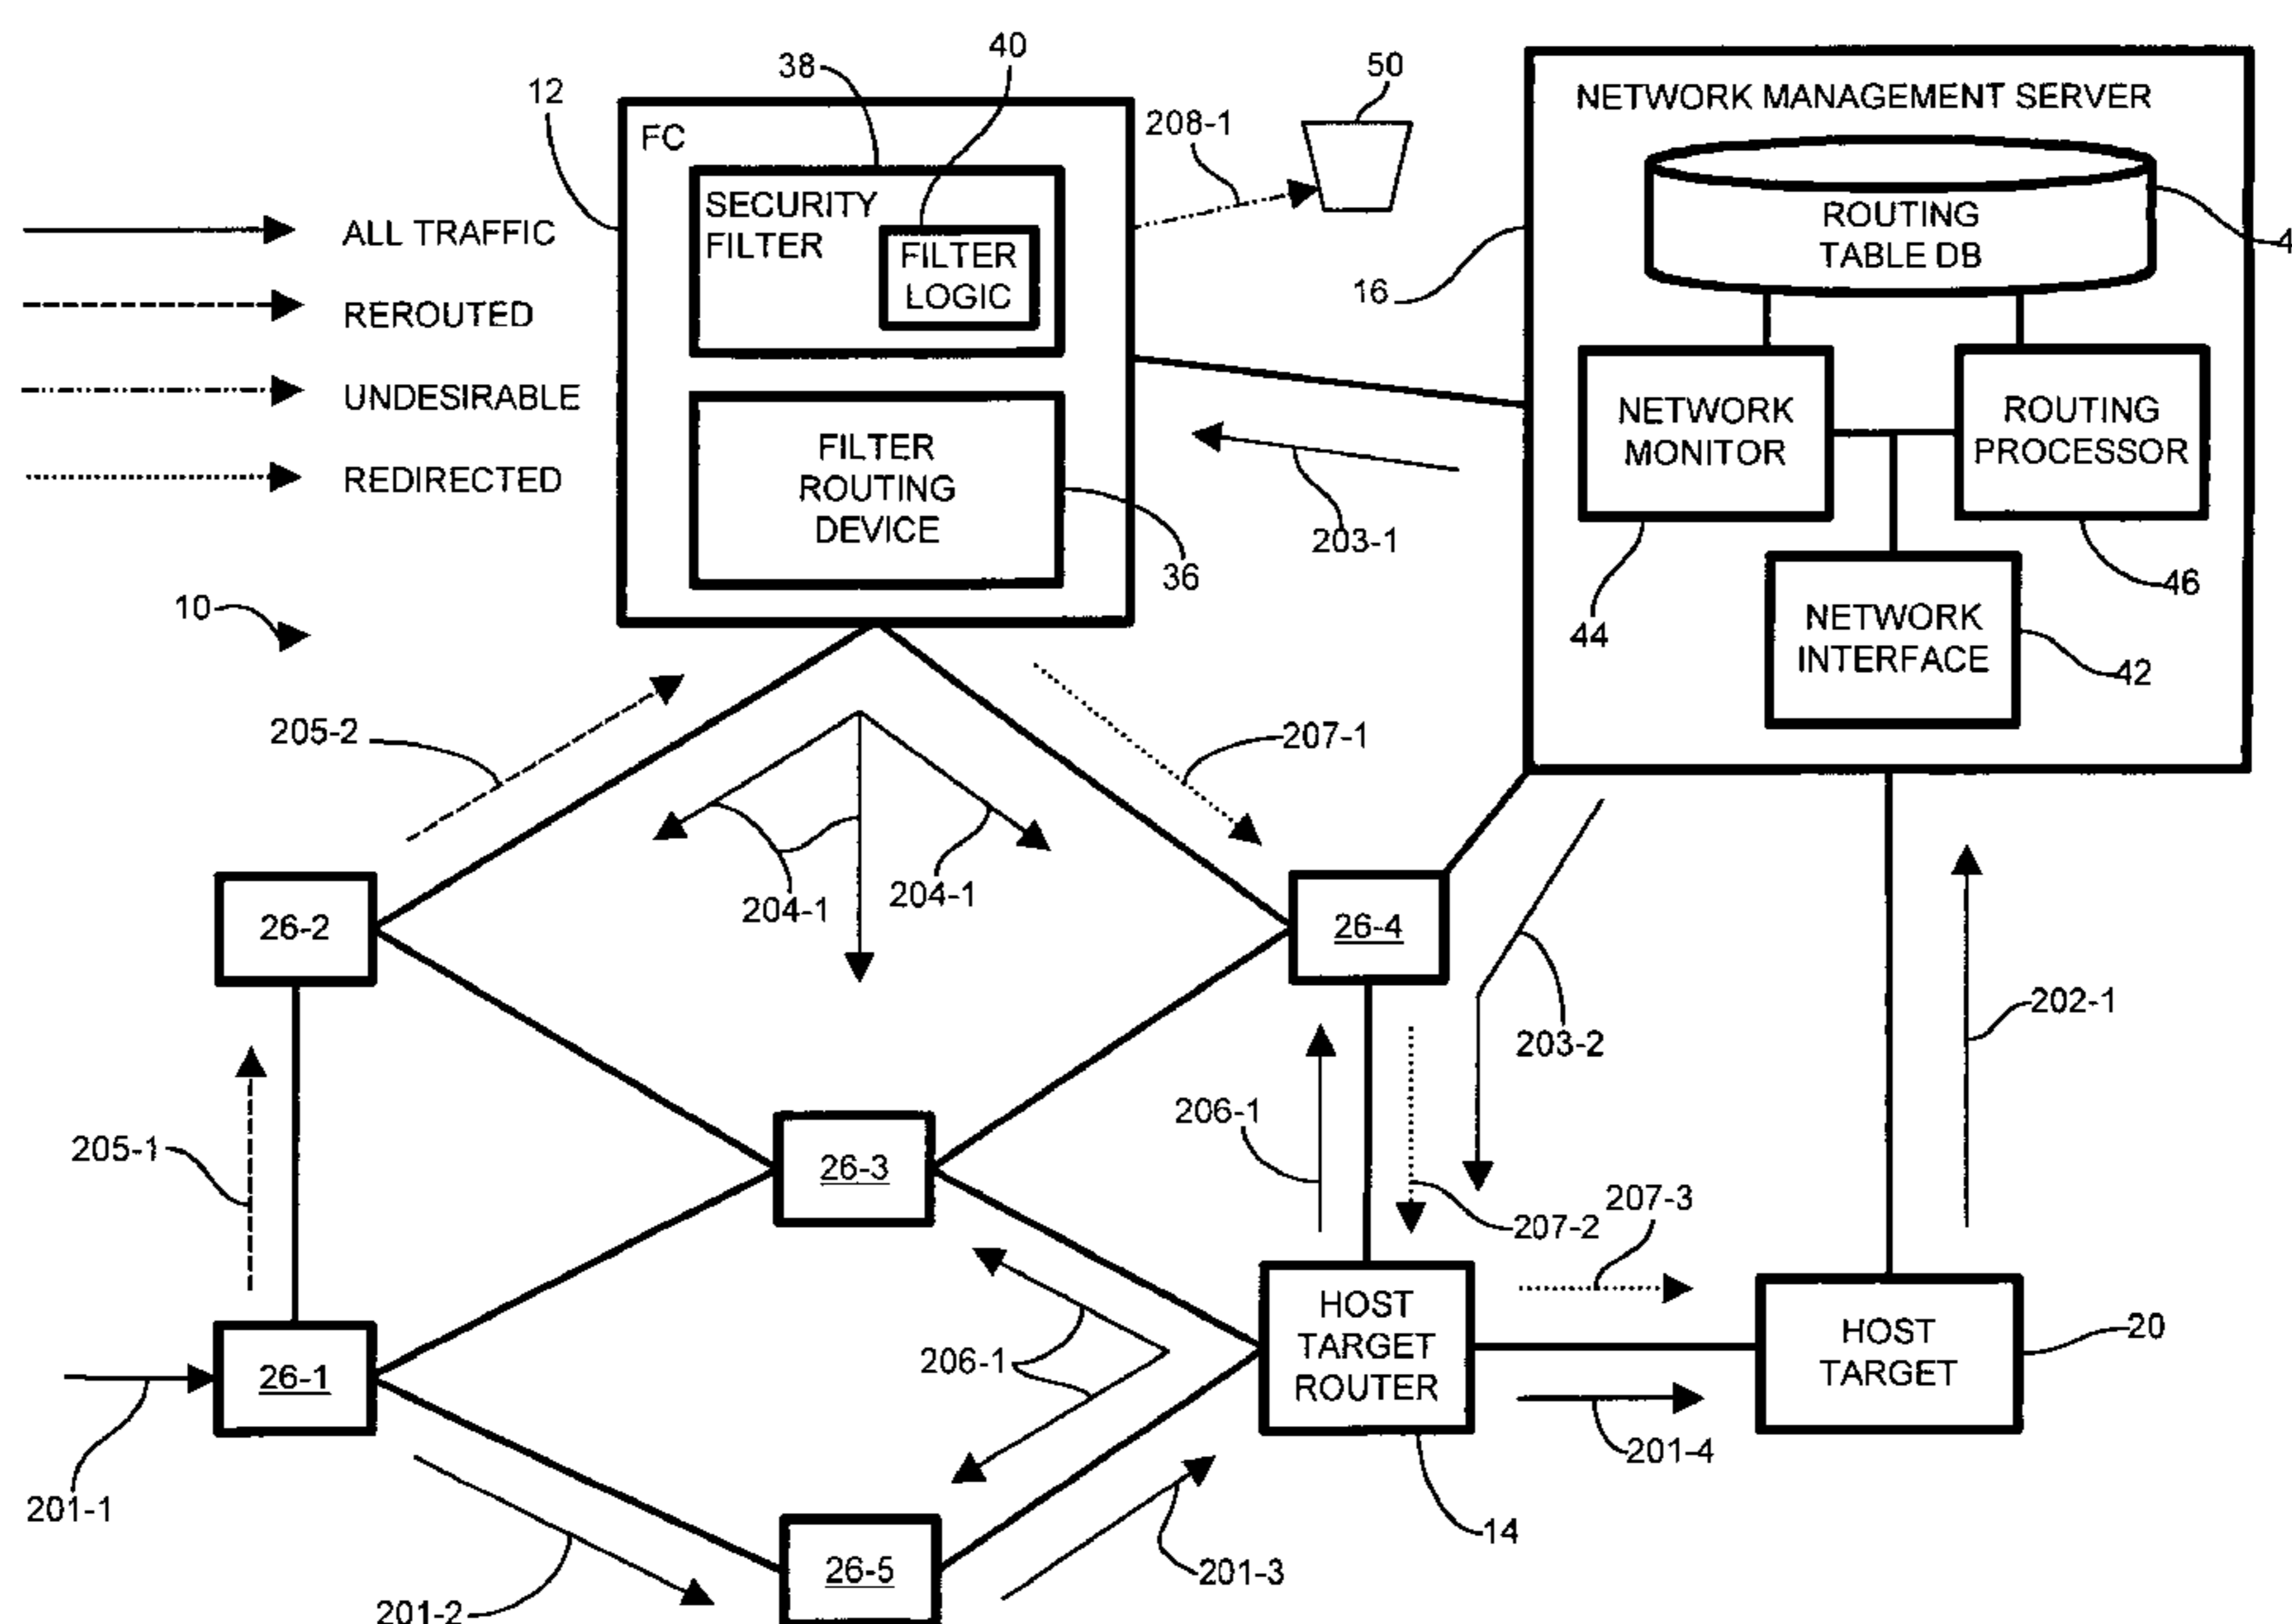 40
38
50
12
NETWORK MANAGEMENT SERVER
208-1
FC
SECURITY
FILTER
FILTER
LOGIC
ROUTING
TABLE DB
4
16
ALL TRAFFIC
REROUTED
UNDESIRABLE
REDIRECTED
FILTER
ROUTING
DEVICE
NETWORK
MONITOR
ROUTING
PROCESSOR
203-1
36
46
10
44
NETWORK
INTERFACE
42
205-2
207-1
204-1
204-1
26-2
26-4
202-1
203-2
206-1
205-1
26-3
207-2
207-3
HOST
TARGET
ROUTER
HOST
TARGET
20
206-1
26-1
201-4
201-1
14
26-5
201-3
201-2